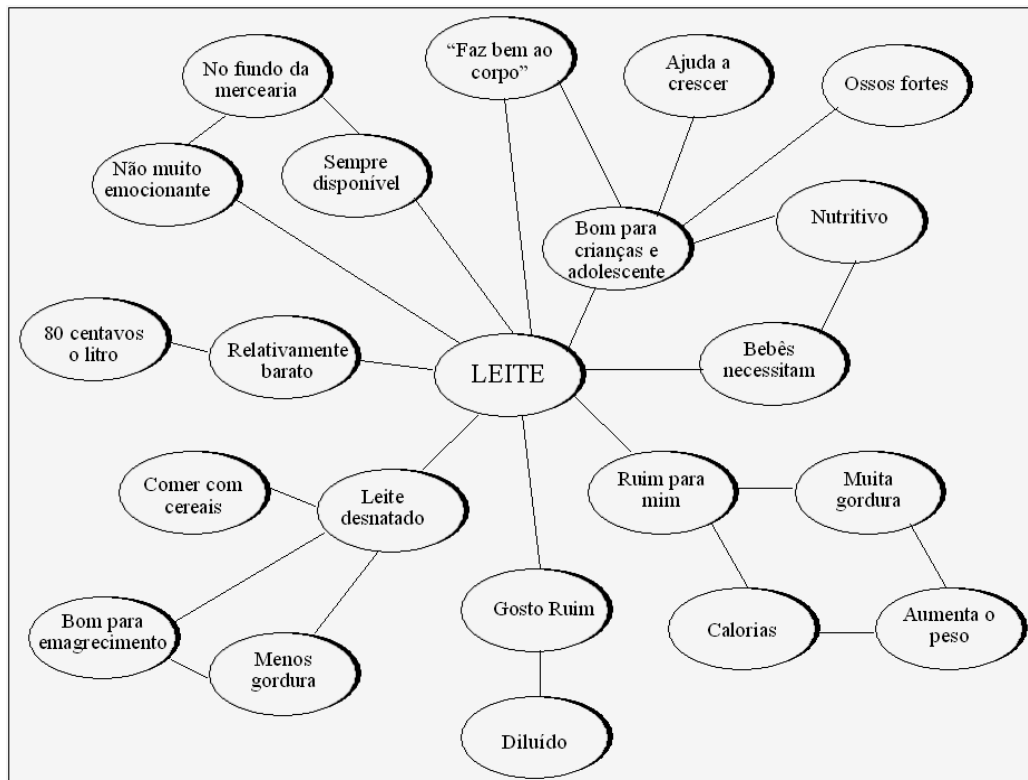 No fundo da
mercearia
“Faz bem ao
corpo”
Ajuda a
crescer
Ossos fortes
Não muito
emocionante
Sempre
disponível
Bom para
crianças e
adolescente
Nutritivo
80 centavos
o litro
Relativamente
barato
LEITE
Bebês
necessitam
Comer com
cereais
Leite
desnatado
Ruim para
mim
Muita
gordura
Bom para
emagrecimento
Menos
gordura
Gosto Ruim
Calorias
Aumenta o
peso
Diluído